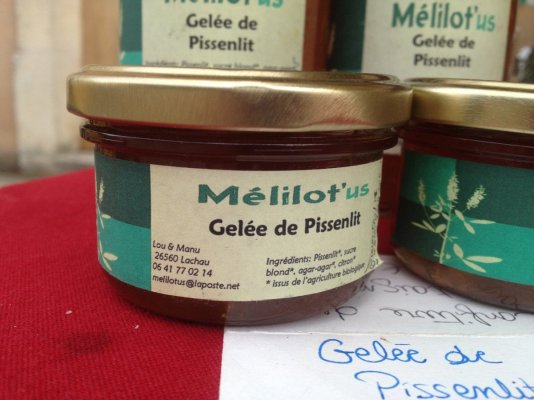 Mélilot'us
Gelée de
Pissenlit
Mélilot'us
Gelée de
Pissenlit
Mélilot'us
Gelée de Pissenlit
Lou & Manu
26560 Lachau
06 41 77 02 14
melilotus@laposte.net
Ingrédients: Pissenlit*, sucre
blond*, agar-agar*, citron*
* issus de l'agriculture biologique
Gelée de
Pissenlit